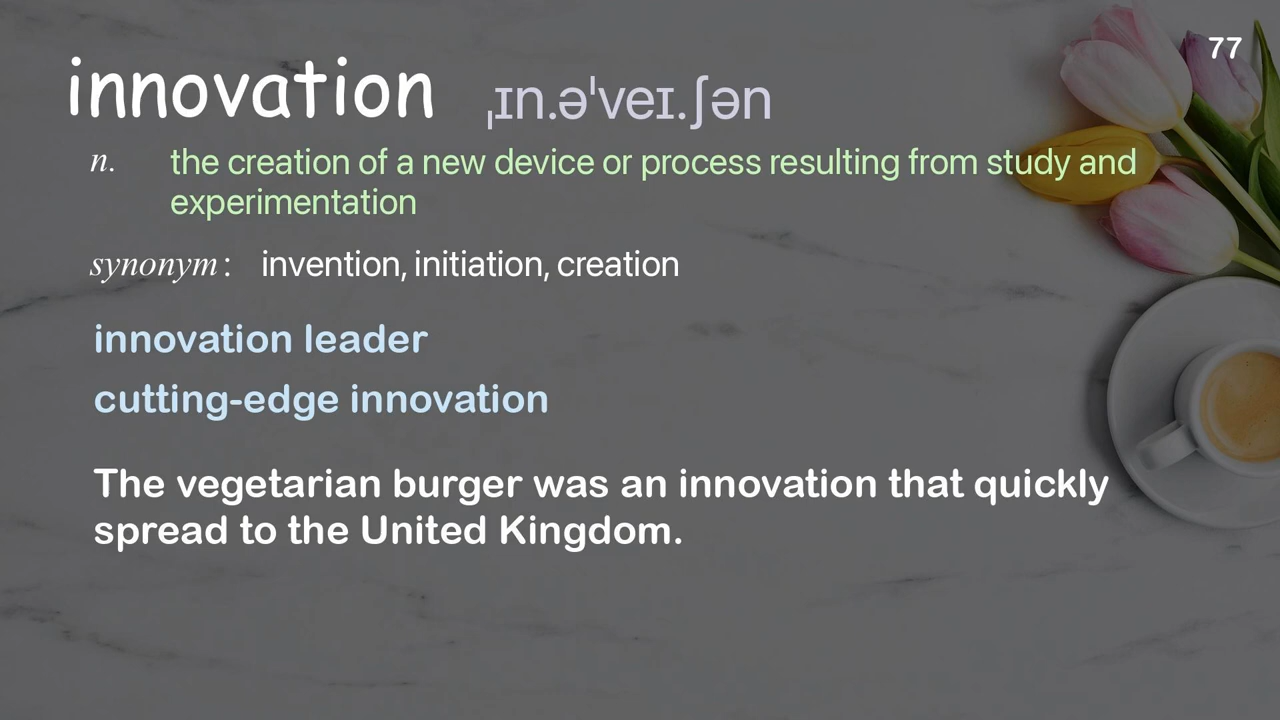 77
innovation ˌɪn.əˈveɪ.ʃən
n. the creation of a new device or process resulting from study and
experimentation
synonym: invention, initiation, creation
innovation leader
cutting-edge innovation
The vegetarian burger was an innovation that quickly
spread to the United Kingdom.